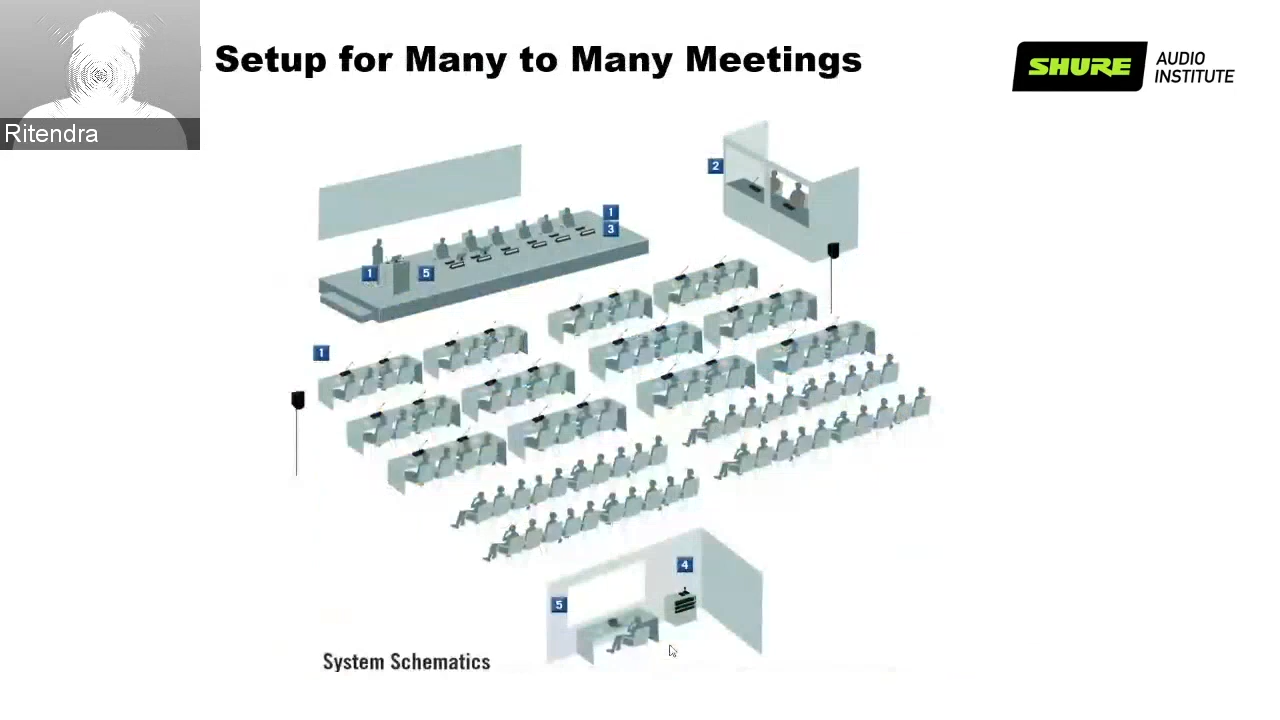 Setup for Many to Many Meetings
SHURE
AUDIO
INSTITUTE
Ritendra
2
1
3
1
5
1
4
5
System Schematics